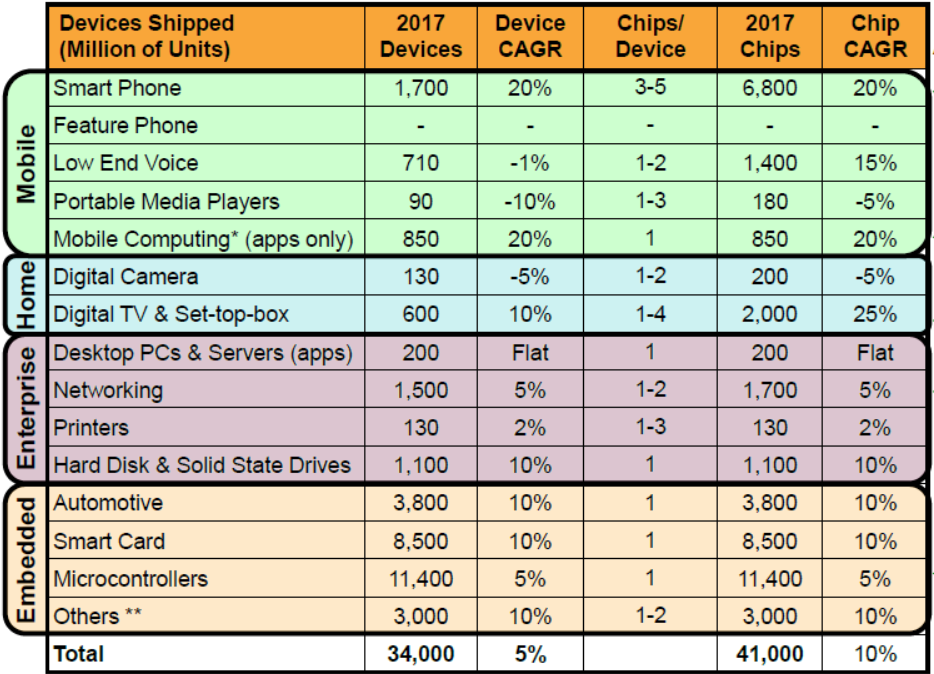 Devices Shipped (Million of Units) 2017 Devices Device CAGR Chips/ Device 2017 Chips Chip CAGR
Mobile
Smart Phone 1,700 20% 3-5 6,800 20%
Feature Phone - - - - -
Low End Voice 710 -1% 1-2 1,400 15%
Portable Media Players 90 -10% 1-3 180 -5%
Mobile Computing* (apps only) 850 20% 1 850 20%
Home
Digital Camera 130 -5% 1-2 200 -5%
Digital TV & Set-top-box 600 10% 1-4 2,000 25%
Enterprise
Desktop PCs & Servers (apps) 200 Flat 1 200 Flat
Networking 1,500 5% 1-2 1,700 5%
Printers 130 2% 1-3 130 2%
Hard Disk & Solid State Drives 1,100 10% 1 1,100 10%
Embedded
Automotive 3,800 10% 1 3,800 10%
Smart Card 8,500 10% 1 8,500 10%
Microcontrollers 11,400 5% 1 11,400 5%
Others ** 3,000 10% 1-2 3,000 10%
Total 34,000 5% 41,000 10%